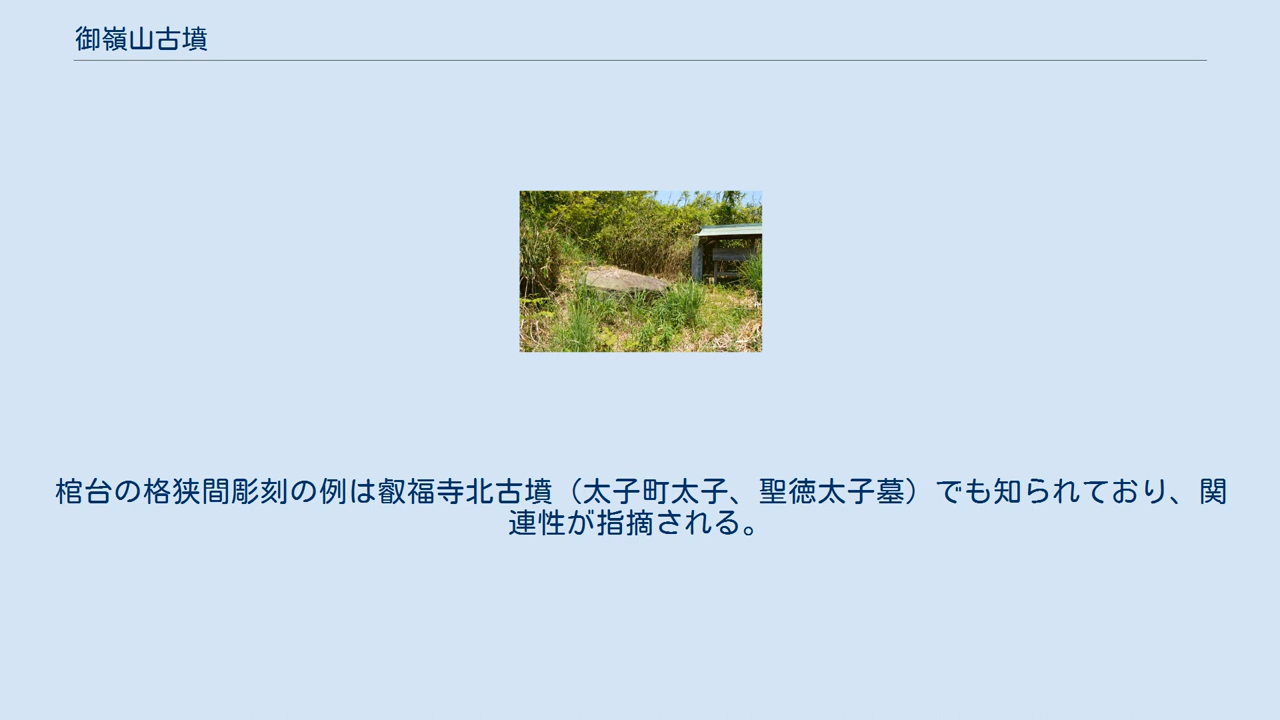 御嶺山古墳
棺台の格狭間彫刻の例は叡福寺北古墳（太子町太子、聖徳太子墓）でも知られており、関
連性が指摘される。